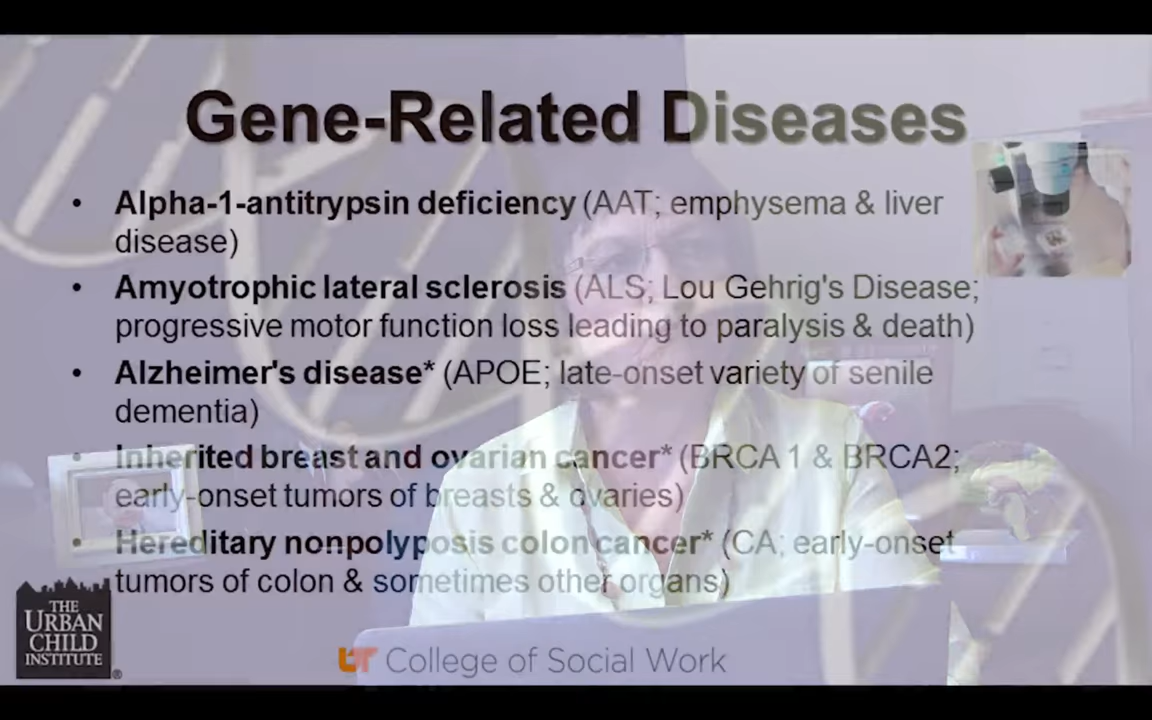 Gene-Related Diseases
• Alpha-1-antitrypsin deficiency (AAT; emphysema & liver
disease)
• Amyotrophic lateral sclerosis (ALS; Lou Gehrig's Disease;
progressive motor function loss leading to paralysis & death)
• Alzheimer's disease* (APOE; late-onset variety of senile
dementia)
• Inherited breast and ovarian cancer* (BRCA 1 & BRCA2;
early-onset tumors of breasts & ovaries)
• Hereditary nonpolyposis colon cancer* (CA; early-onset
tumors of colon & sometimes other organs)
THE
URBAN
CHILD
INSTITUTE®
UT College of Social Work